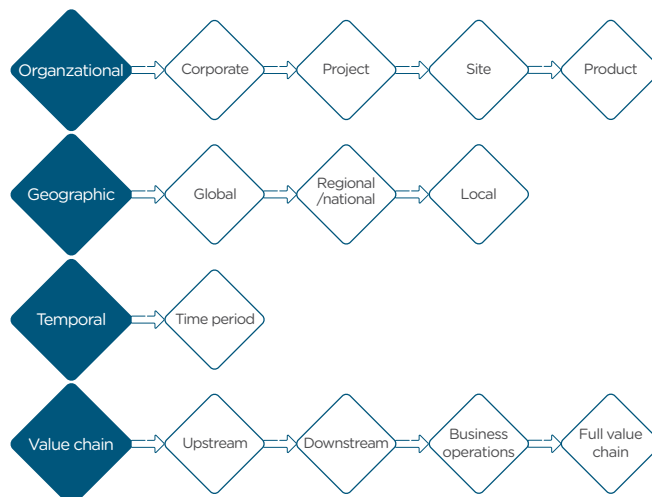 Organzational
Corporate
Project
Site
Product
Geographic
Global
Regional
/national
Local
Temporal
Time period
Value chain
Upstream
Downstream
Business
operations
Full value
chain